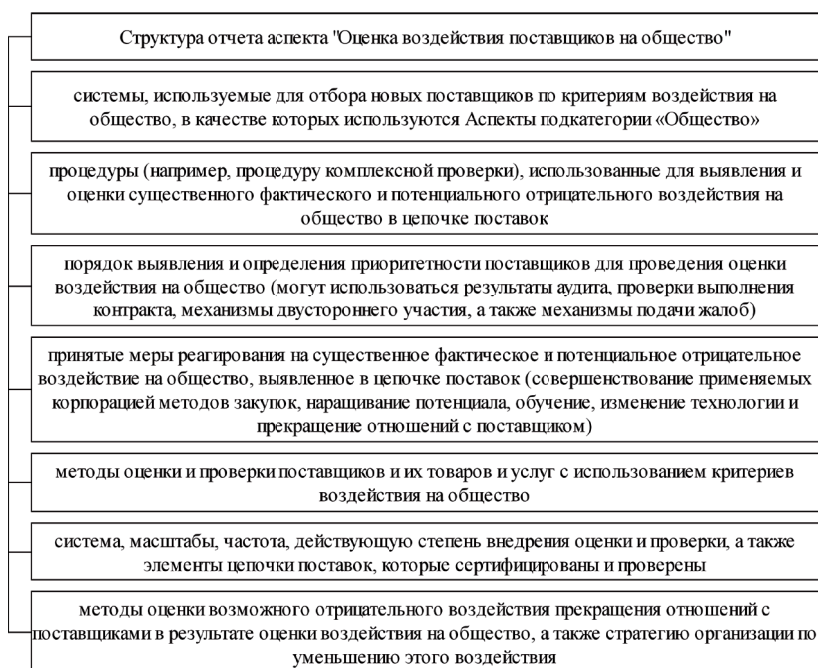 Структура отчета аспекта "Оценка воздействия поставщиков на общество"
системы, используемые для отбора новых поставщиков по критериям воздействия на
общество, в качестве которых используются Аспекты подкатегории «Общество»
процедуры (например, процедуру комплексной проверки), использованные для выявления и
оценки существенного фактического и потенциального отрицательного воздействия на
общество в цепочке поставок
порядок выявления и определения приоритетности поставщиков для проведения оценки
воздействия на общество (могут использоваться результаты аудита, проверки выполнения
контракта, механизмы двустороннего участия, а также механизмы подачи жалоб)
принятые меры реагирования на существенное фактическое и потенциальное отрицательное
воздействие на общество, выявленное в цепочке поставок (совершенствование применяемых
корпорацией методов закупок, наращивание потенциала, обучение, изменение технологии и
прекращение отношений с поставщиком)
методы оценки и проверки поставщиков и их товаров и услуг с использованием критериев
воздействия на общество
система, масштабы, частота, действующую степень внедрения оценки и проверки, а также
элементы цепочки поставок, которые сертифицированы и проверены
методы оценки возможного отрицательного воздействия прекращения отношений с
поставщиками в результате оценки воздействия на общество, а также стратегию организации по
уменьшению этого воздействия